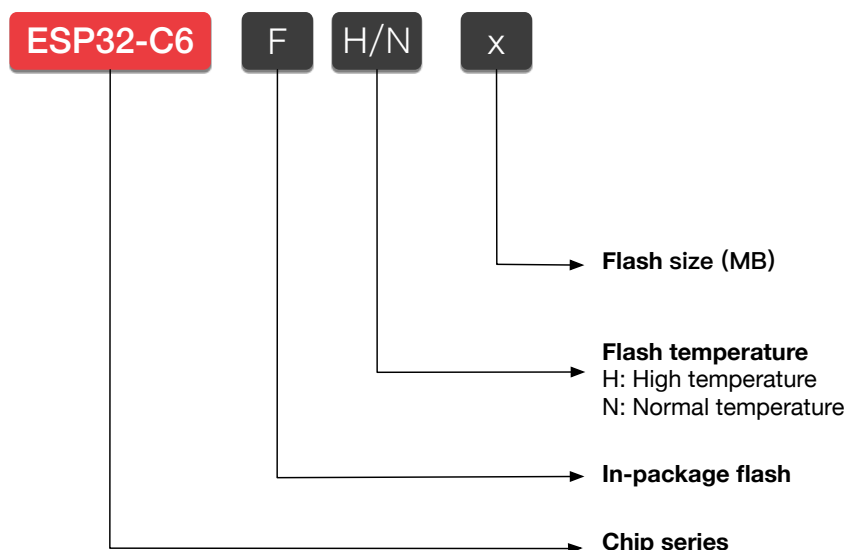 ESP32-C6 F H/N x
Flash size (MB)
Flash temperature
H: High temperature
N: Normal temperature
In-package flash
Chip series